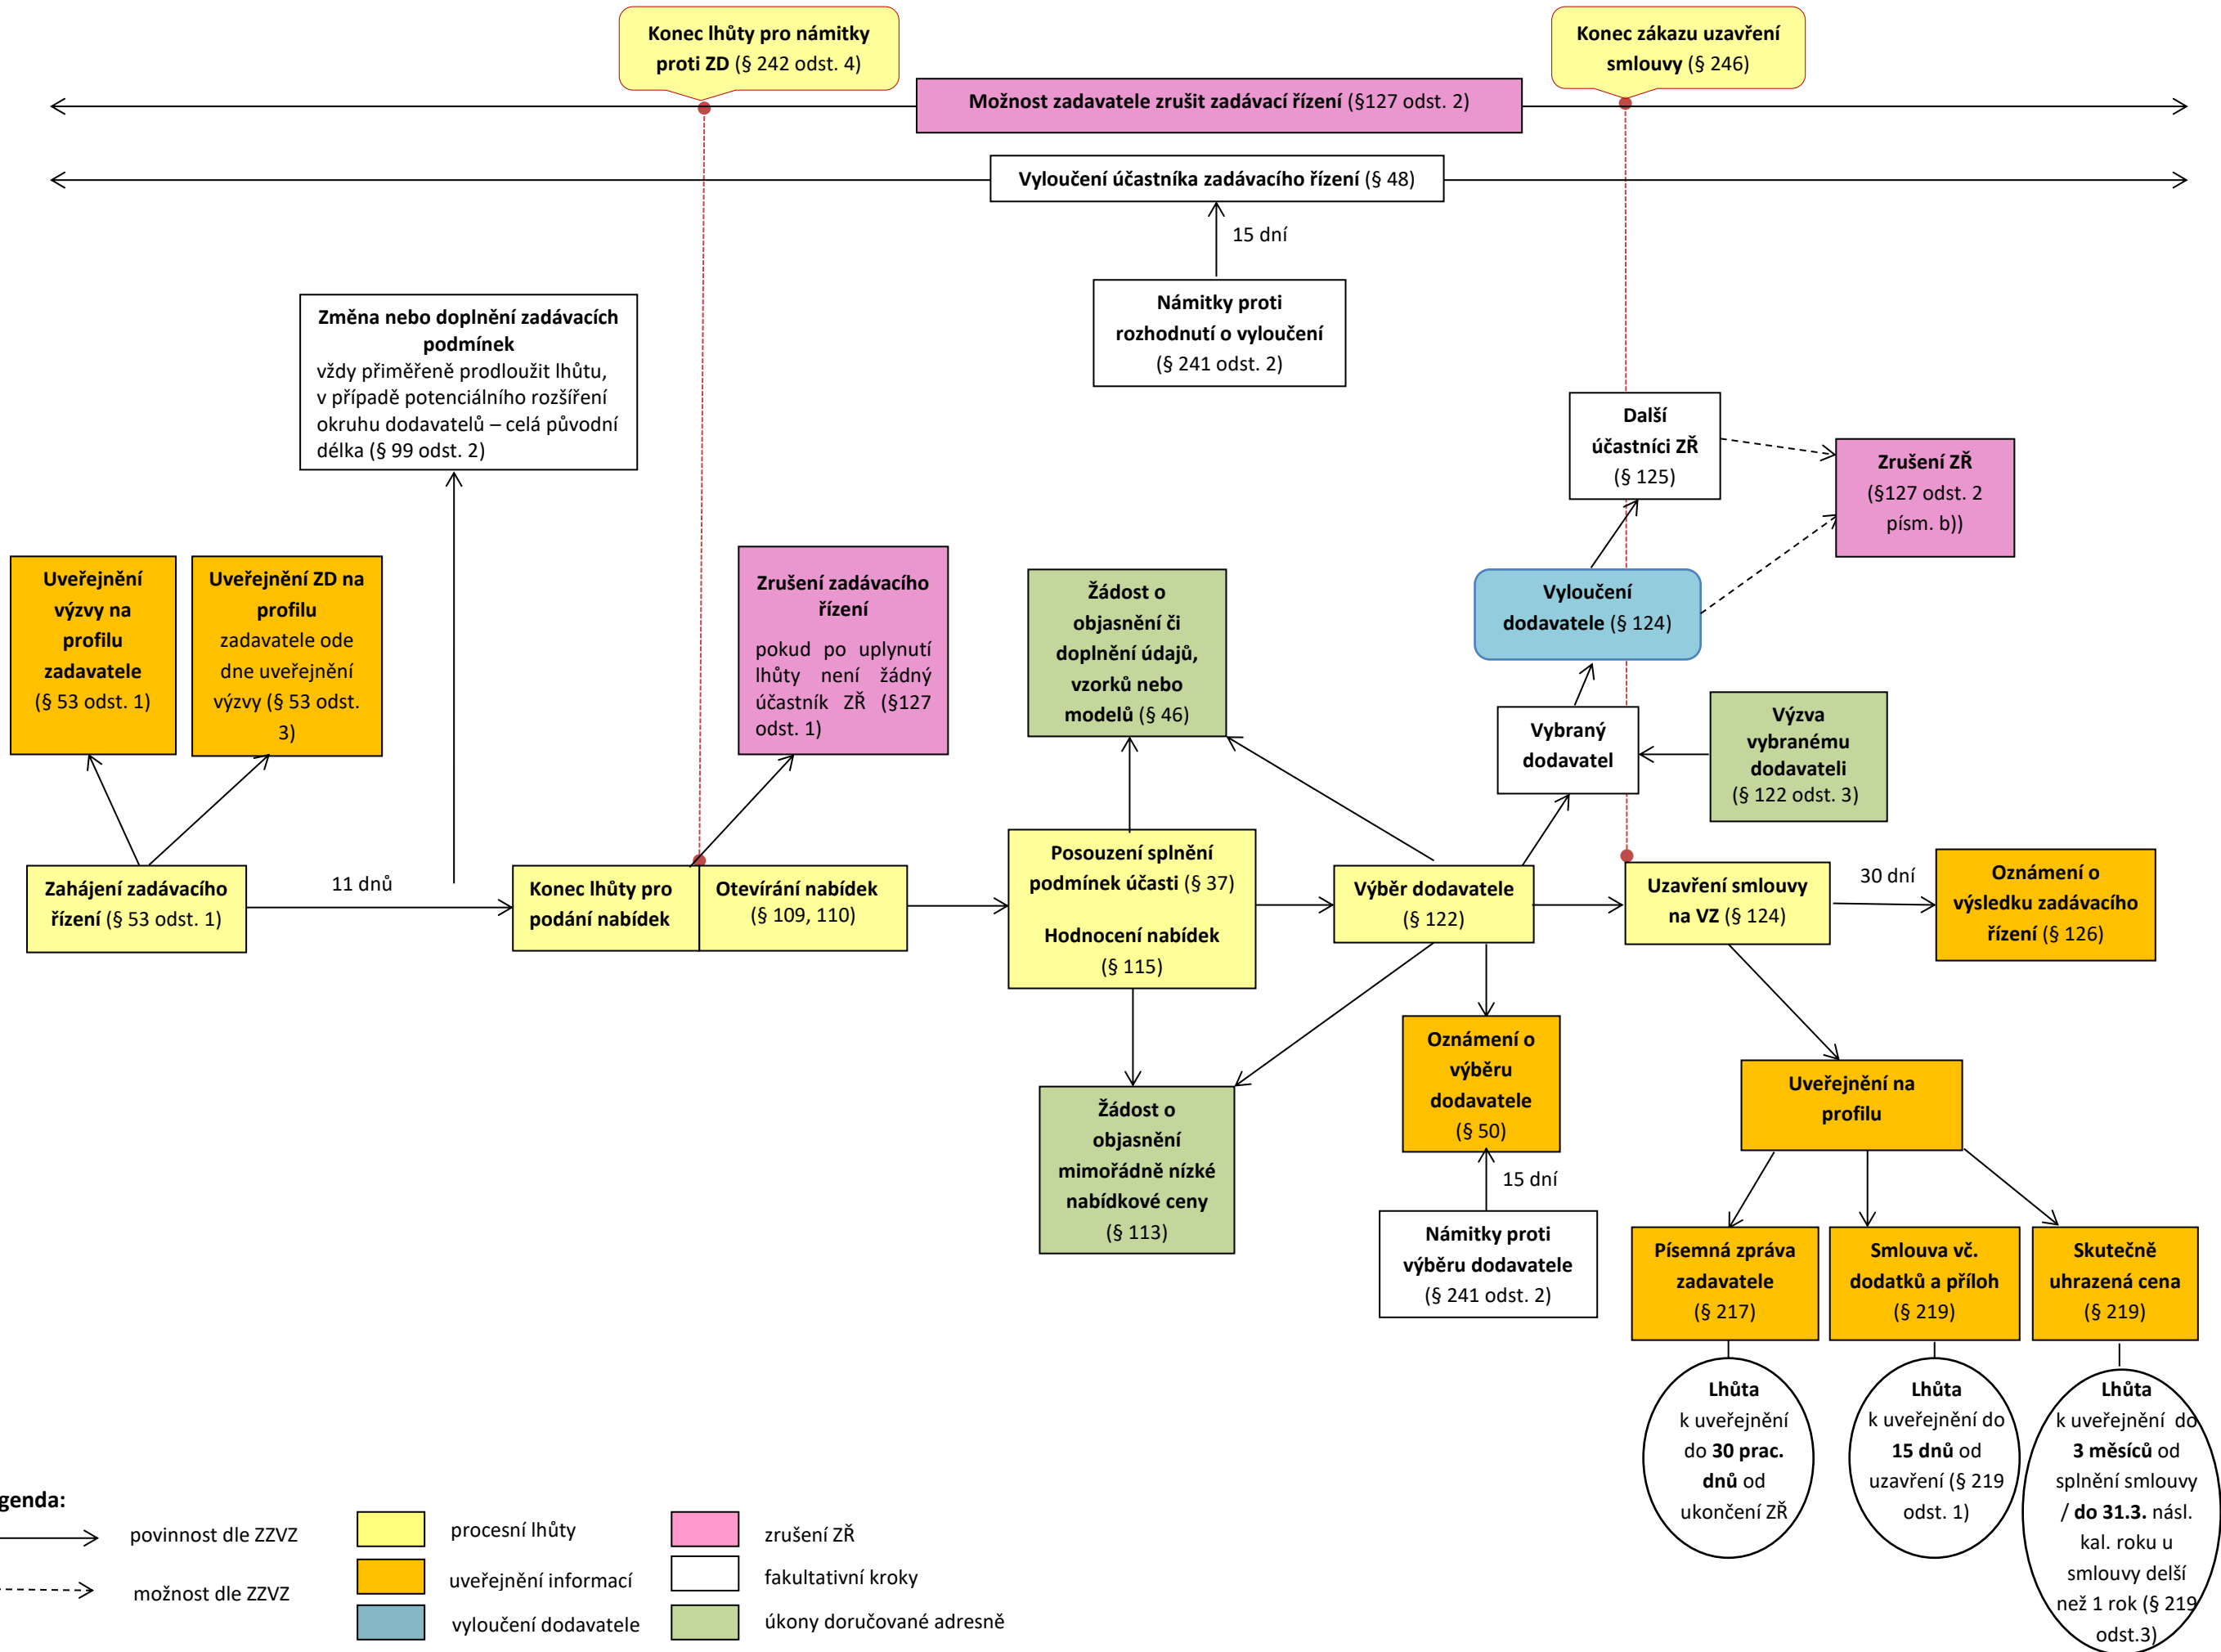 Konec lhůty pro námitky
proti ZD (§ 242 odst. 4)
Konec zákazu uzavření
smlouvy (§ 246)
Možnost zadavatele zrušit zadávací řízení (§127 odst. 2)
Vyloučení účastníka zadávacího řízení (§ 48)
15 dní
Námitky proti
rozhodnutí o vyloučení
(§ 241 odst. 2)
Změna nebo doplnění zadávacích
podmínek
vždy přiměřeně prodloužit lhůtu,
v případě potenciálního rozšíření
okruhu dodavatelů – celá původní
délka (§ 99 odst. 2)
Další
účastníci ZŘ
(§ 125)
Zrušení ZŘ
(§127 odst. 2
písm. b))
Uveřejnění
výzvy na
profilu
zadavatele
(§ 53 odst. 1)
Uveřejnění ZD na
profilu
zadavatele ode
dne uveřejnění
výzvy (§ 53 odst.
3)
Zrušení zadávacího
řízení
pokud po uplynutí
lhůty není žádný
účastník ZŘ (§127
odst. 1)
Žádost o
objasnění či
doplnění údajů,
vzorků nebo
modelů (§ 46)
Vyloučení
dodavatele (§ 124)
Vybraný
dodavatel
Výzva
vybranému
dodavateli
(§ 122 odst. 3)
Zahájení zadávacího
řízení (§ 53 odst. 1)
11 dnů
Konec lhůty pro
podání nabídek
Otevírání nabídek
(§ 109, 110)
Posouzení splnění
podmínek účasti (§ 37)
Hodnocení nabídek
(§ 115)
Výběr dodavatele
(§ 122)
Uzavření smlouvy
na VZ (§ 124)
30 dní
Oznámení o
výsledku zadávacího
řízení (§ 126)
Oznámení o
výběru
dodavatele
(§ 50)
15 dní
Námitky proti
výběru dodavatele
(§ 241 odst. 2)
Žádost o
objasnění
mimořádně nízké
nabídkové ceny
(§ 113)
Uveřejnění na
profilu
Písemná zpráva
zadavatele
(§ 217)
Smlouva vč.
dodatků a příloh
(§ 219)
Skutečně
uhrazená cena
(§ 219)
Lhůta
k uveřejnění
do 30 prac.
dnů od
ukončení ZŘ
Lhůta
k uveřejnění do
15 dnů od
uzavření (§ 219
odst. 1)
Lhůta
k uveřejnění do
3 měsíců od
splnění smlouvy
/ do 31.3. násl.
kal. roku u
smlouvy delší
než 1 rok (§ 219
odst.3)
genda:
povinnost dle ZZVZ
možnost dle ZZVZ
procesní lhůty
uveřejnění informací
vyloučení dodavatele
zrušení ZŘ
fakultativní kroky
úkony doručované adresně